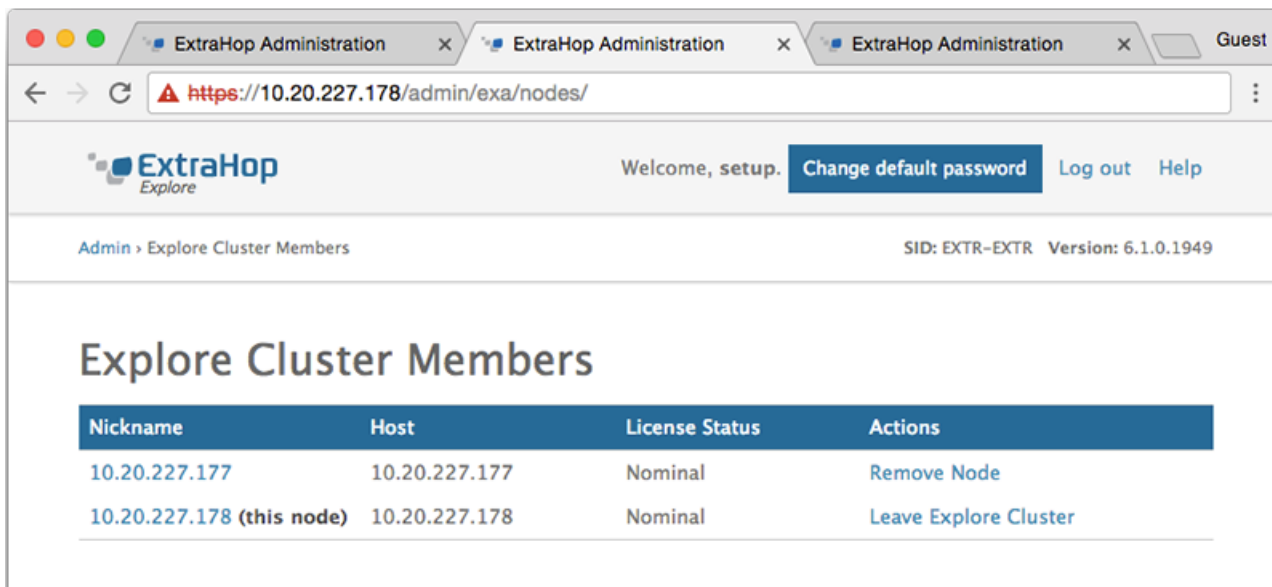 ExtraHop Administration × ExtraHop Administration × ExtraHop Administration × Guest
https://10.20.227.178/admin/exa/nodes/
ExtraHop
Explore
Welcome, setup. Change default password Log out Help
Admin › Explore Cluster Members SID: EXTR-EXTR Version: 6.1.0.1949
Explore Cluster Members
Nickname Host License Status Actions
10.20.227.177 10.20.227.177 Nominal Remove Node
10.20.227.178 (this node) 10.20.227.178 Nominal Leave Explore Cluster